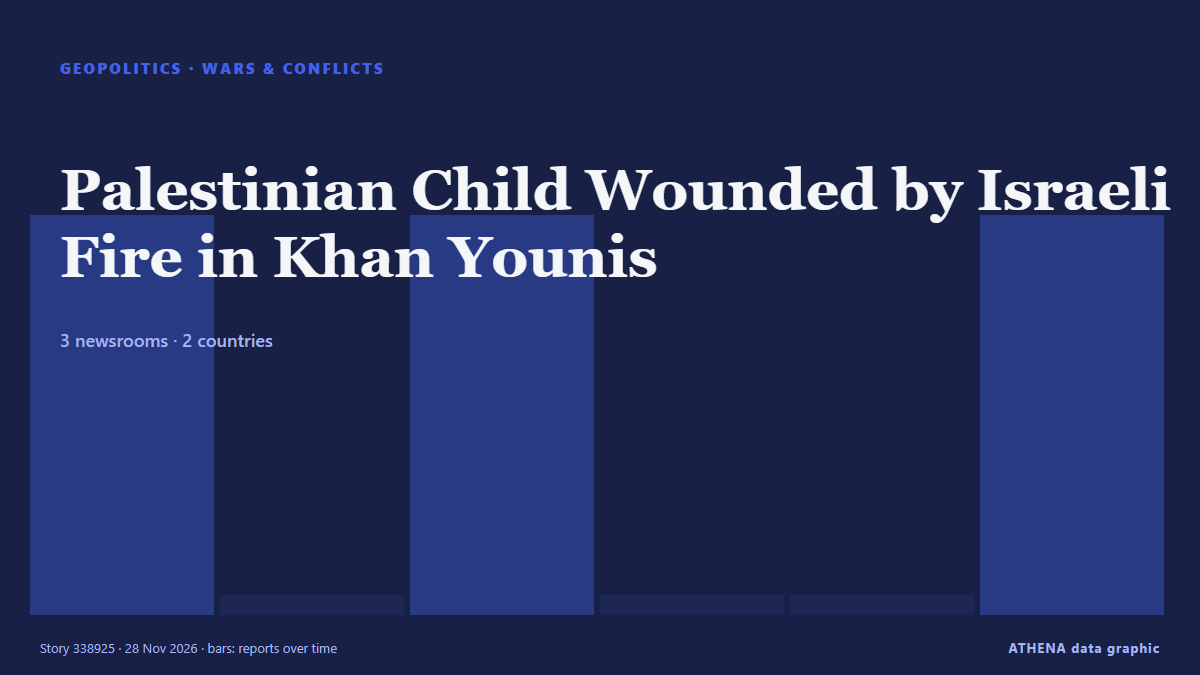 GEOPOLITICS · WARS & CONFLICTS
Palestinian Child Wounded by Israeli
Fire in Khan Younis
3 newsrooms · 2 countries
Story 338925 · 28 Nov 2026 · bars: reports over time
ATHENA data graphic